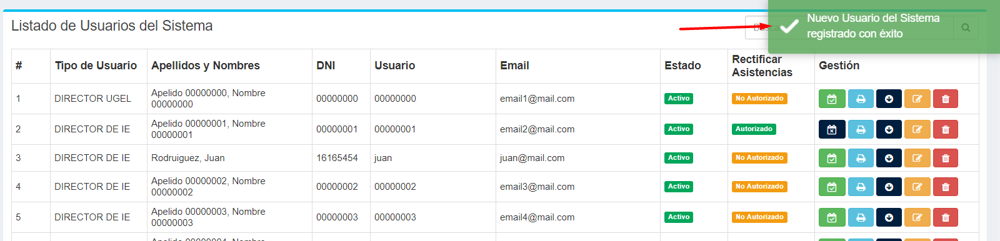 Nuevo Usuario del Sistema
registrado con éxito
Listado de Usuarios del Sistema
# Tipo de Usuario Apellidos y Nombres DNI Usuario Email Estado Rectificar Asistencias Gestión
1 DIRECTOR UGEL Apelido 00000000, Nombre 00000000 00000000 00000000 email1@mail.com Activo No Autorizado
2 DIRECTOR DE IE Apelido 00000001, Nombre 00000001 00000001 00000001 email2@mail.com Activo Autorizado
3 DIRECTOR DE IE Rodruiguez, Juan 16165454 juan juan@mail.com Activo No Autorizado
4 DIRECTOR DE IE Apelido 00000002, Nombre 00000002 00000002 00000002 email3@mail.com Activo No Autorizado
5 DIRECTOR DE IE Apelido 00000003, Nombre 00000003 00000003 00000003 email4@mail.com Activo No Autorizado